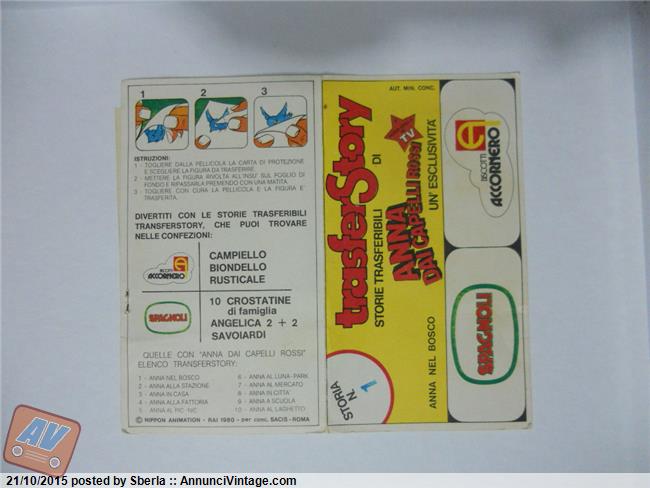 1 2 3
ISTRUZIONI:
1 - TOGLIERE DALLA PELLICOLA LA CARTA DI PROTEZIONE
E SCEGLIERE LA FIGURA DA TRASFERIRE.
2 - METTERE LA FIGURA RIVOLTA ALL'INSU' SUL FOGLIO DI
FONDO E RIPASSARLA PREMENDO CON UNA MATITA.
3 - TOGLIERE CON CURA LA PELLICOLA E LA FIGURA E'
TRASFERITA.
DIVERTITI CON LE STORIE TRASFERIBILI
TRANSFERSTORY, CHE PUOI TROVARE
NELLE CONFEZIONI:
BISCOTTI
ACCORNERO
CAMPIELLO
BIONDELLO
RUSTICALE
SPAGNOLI
10 CROSTATINE
di famiglia
ANGELICA 2 + 2
SAVOIARDI
QUELLE CON "ANNA DAI CAPELLI ROSSI"
ELENCO TRANSFERSTORY:
1 - ANNA NEL BOSCO
2 - ANNA ALLA STAZIONE
3 - ANNA IN CASA
4 - ANNA ALLA FATTORIA
5 - ANNA AL PIC-NIC
6 - ANNA AL LUNA-PARK
7 - ANNA AL MERCATO
8 - ANNA IN CITTA'
9 - ANNA A SCUOLA
10 - ANNA AL LAGHETTO
© NIPPON ANIMATION - RAI 1980 - per conc. SACIS - ROMA
AUT. MIN. CONC.
trasferStory
STORIE TRASFERIBILI DI
ANNA
DAI CAPELLI ROSSI
TV
UN' ESCLUSIVITÀ
BISCOTTI
ACCORNERO
SPAGNOLI
ANNA NEL BOSCO
STORIA
N. 1
AV
21/10/2015 posted by Sberla :: AnnunciVintage.com